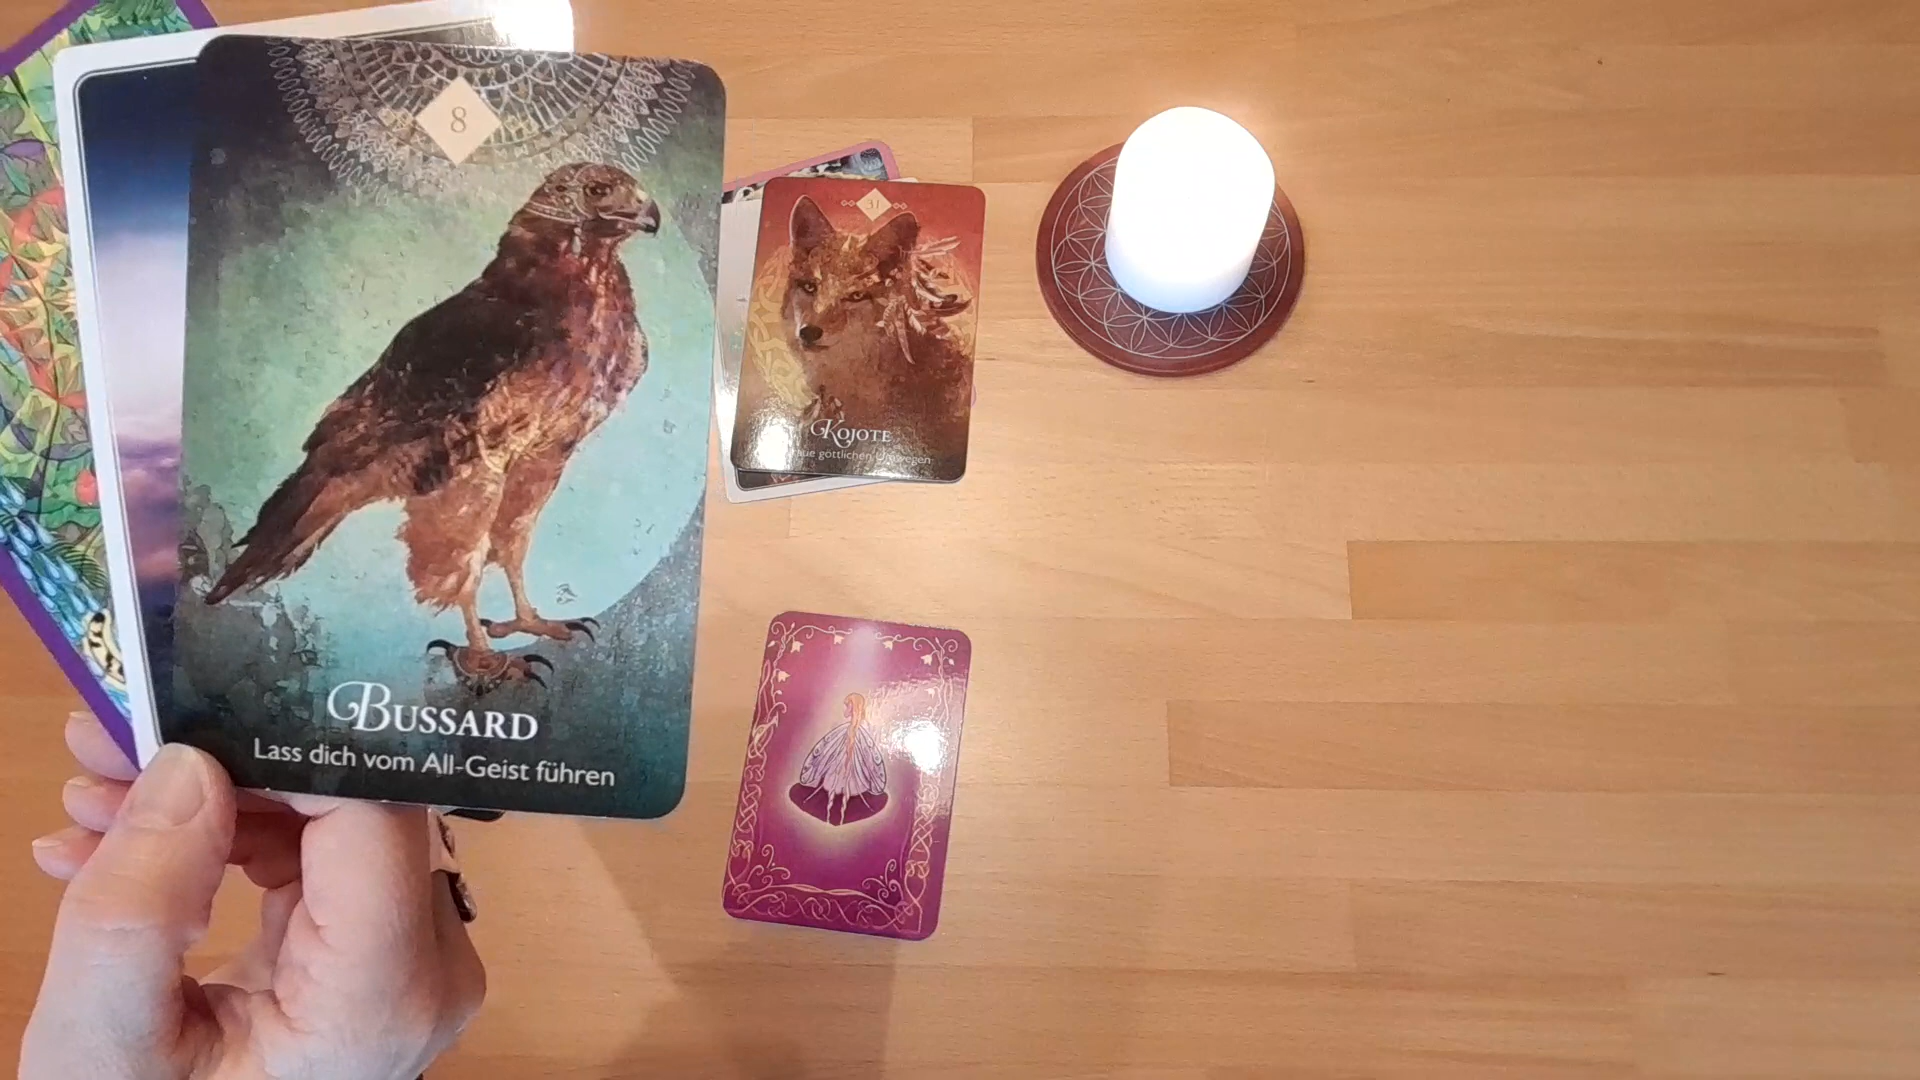 8
BUSSARD
Lass dich vom All-Geist führen
31
KOJOTE
göttlichen Umwegen